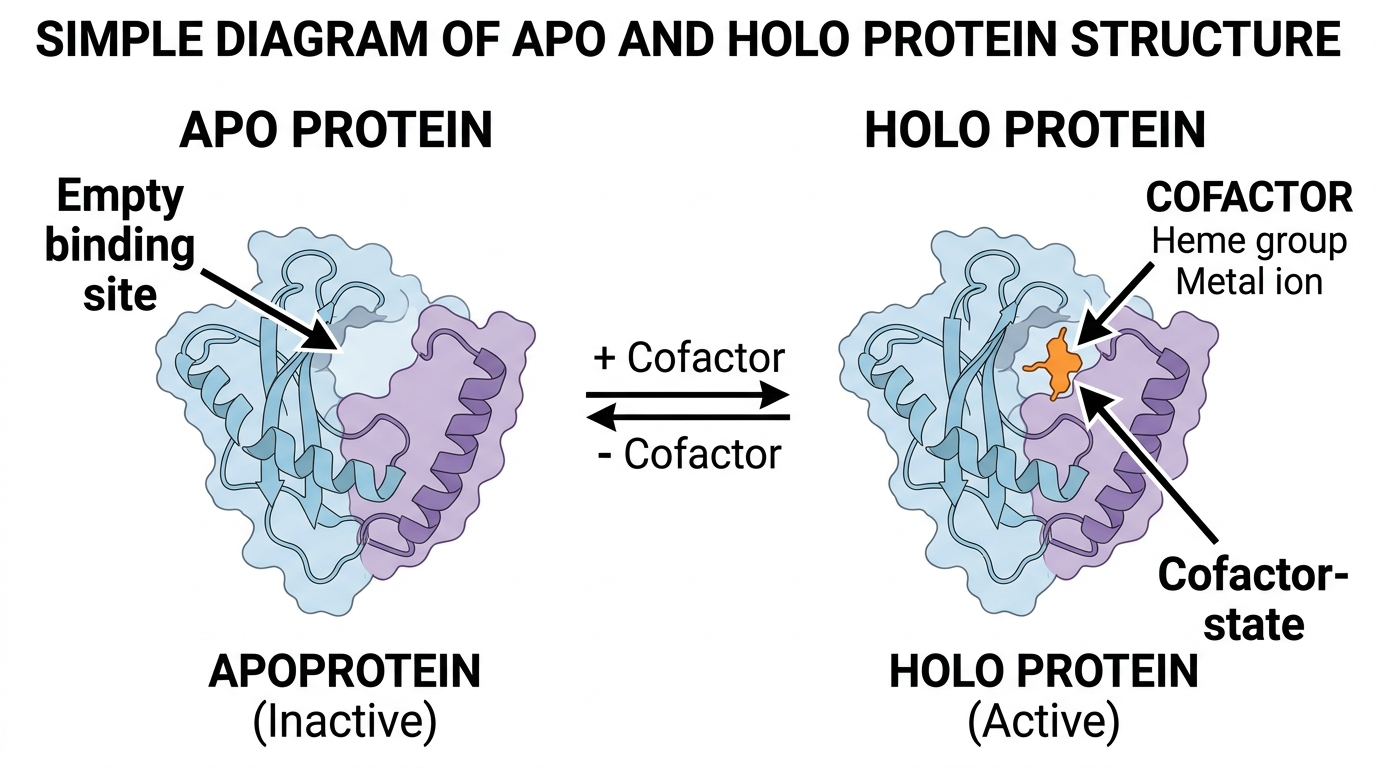 SIMPLE DIAGRAM OF APO AND HOLO PROTEIN STRUCTURE
APO PROTEIN
Empty
binding
site
APOPROTEIN
(Inactive)
+ Cofactor
- Cofactor
HOLO PROTEIN
COFACTOR
Heme group
Metal ion
Cofactor-
state
HOLO PROTEIN
(Active)